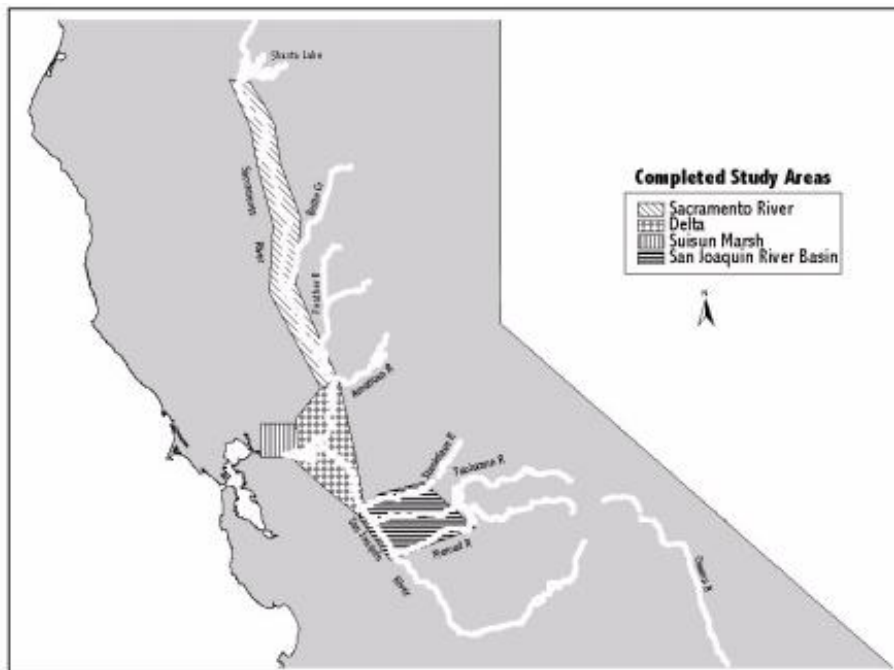 Shasta Lake
Sacramento River
Butte Cr
Feather R
American R
Completed Study Areas
Sacramento River
Delta
Suisun Marsh
San Joaquin River Basin
N
Stanislaus R
Tuolumne R
Merced R
San Joaquin River
Owens R